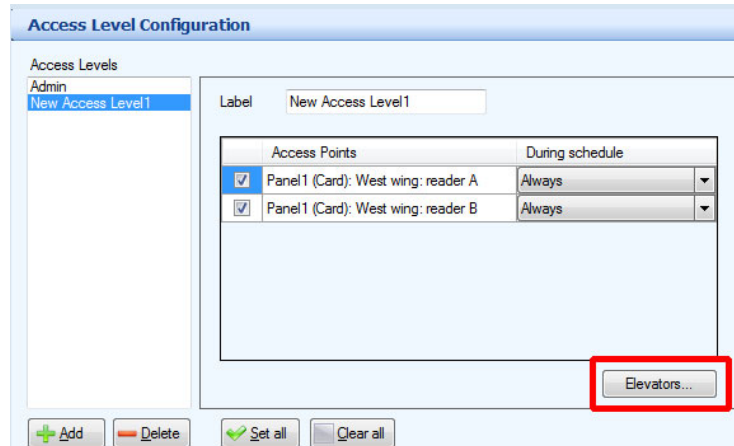 Access Level Configuration
Access Levels
Admin
New Access Level1
Label New Access Level1
Access Points During schedule
Panel1 (Card): West wing: reader A Always
Panel1 (Card): West wing: reader B Always
Elevators...
Add Delete Set all Clear all